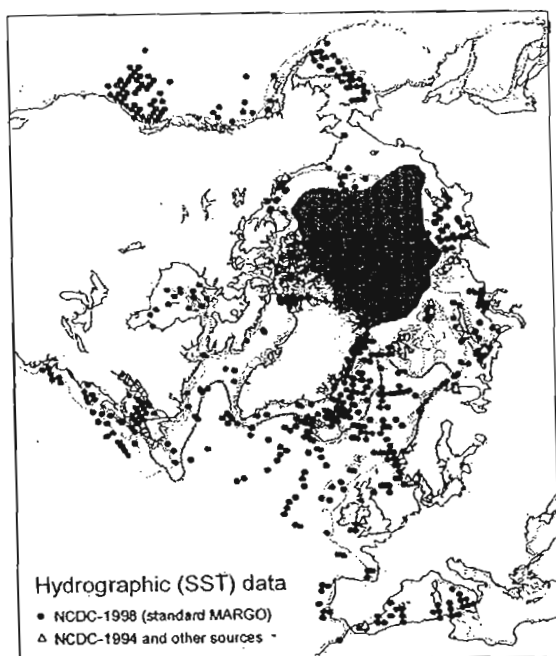 Hydrographic (SST) data
● NCDC-1998 (standard MARGO)
△ NCDC-1994 and other sources